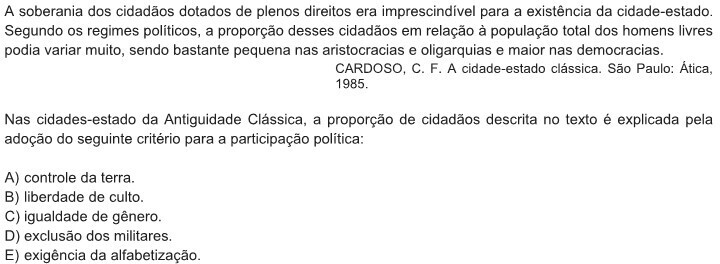 A soberania dos cidadãos dotados de plenos direitos era imprescindível para a existência da cidade-estado.
Segundo os regimes políticos, a proporção desses cidadãos em relação à população total dos homens livres
podia variar muito, sendo bastante pequena nas aristocracias e oligarquias e maior nas democracias.
CARDOSO, C. F. A cidade-estado clássica. São Paulo: Ática,
1985.
Nas cidades-estado da Antiguidade Clássica, a proporção de cidadãos descrita no texto é explicada pela
adoção do seguinte critério para a participação política:
A) controle da terra.
B) liberdade de culto.
C) igualdade de gênero.
D) exclusão dos militares.
E) exigência da alfabetização.